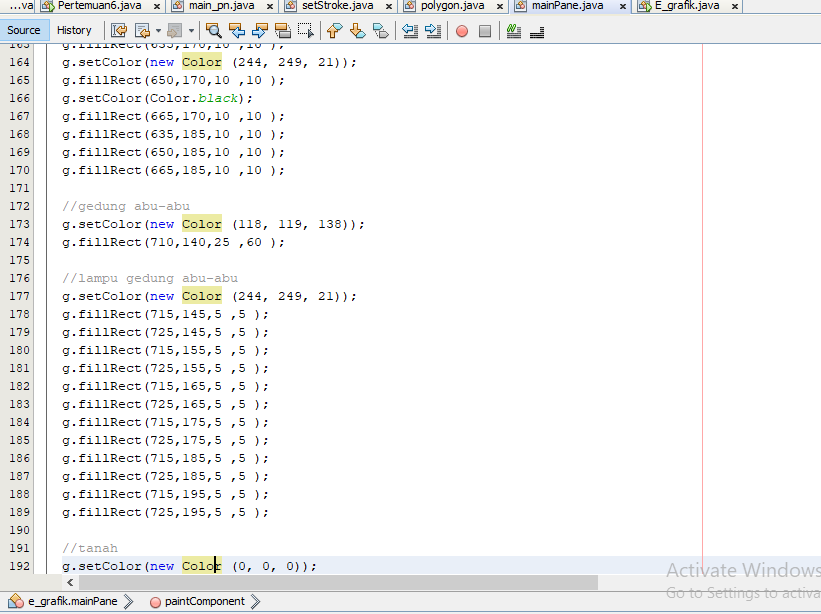 ...va Pertemuan6.java × main_pn.java × setStroke.java × polygon.java × mainPane.java × E_grafik.java ×
Source History
163 g.fillRect(635,170,10 ,10 );
164 g.setColor(new Color (244, 249, 21));
165 g.fillRect(650,170,10 ,10 );
166 g.setColor(Color.black);
167 g.fillRect(665,170,10 ,10 );
168 g.fillRect(635,185,10 ,10 );
169 g.fillRect(650,185,10 ,10 );
170 g.fillRect(665,185,10 ,10 );
171
172 //gedung abu-abu
173 g.setColor(new Color (118, 119, 138));
174 g.fillRect(710,140,25 ,60 );
175
176 //lampu gedung abu-abu
177 g.setColor(new Color (244, 249, 21));
178 g.fillRect(715,145,5 ,5 );
179 g.fillRect(725,145,5 ,5 );
180 g.fillRect(715,155,5 ,5 );
181 g.fillRect(725,155,5 ,5 );
182 g.fillRect(715,165,5 ,5 );
183 g.fillRect(725,165,5 ,5 );
184 g.fillRect(715,175,5 ,5 );
185 g.fillRect(725,175,5 ,5 );
186 g.fillRect(715,185,5 ,5 );
187 g.fillRect(725,185,5 ,5 );
188 g.fillRect(715,195,5 ,5 );
189 g.fillRect(725,195,5 ,5 );
190
191 //tanah
192 g.setColor(new Color (0, 0, 0));
Activate Windows
Go to Settings to activa
e_grafik.mainPane paintComponent